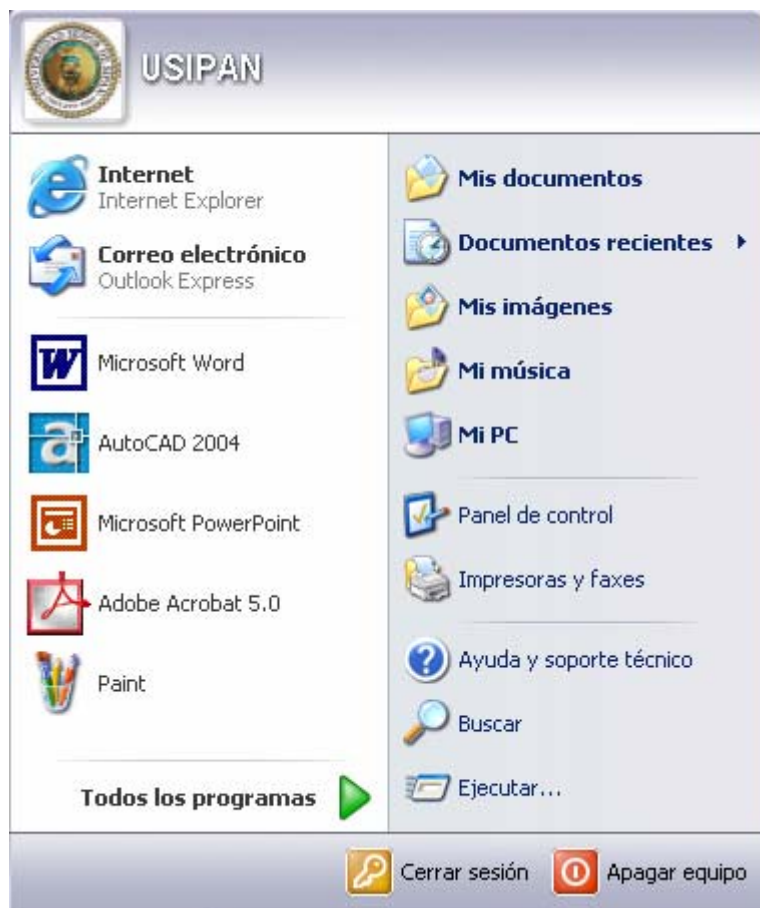 USIPAN
Internet
Internet Explorer
Correo electrónico
Outlook Express
Microsoft Word
AutoCAD 2004
Microsoft PowerPoint
Adobe Acrobat 5.0
Paint
Todos los programas
Mis documentos
Documentos recientes
Mis imágenes
Mi música
Mi PC
Panel de control
Impresoras y faxes
Ayuda y soporte técnico
Buscar
Ejecutar...
Cerrar sesión
Apagar equipo